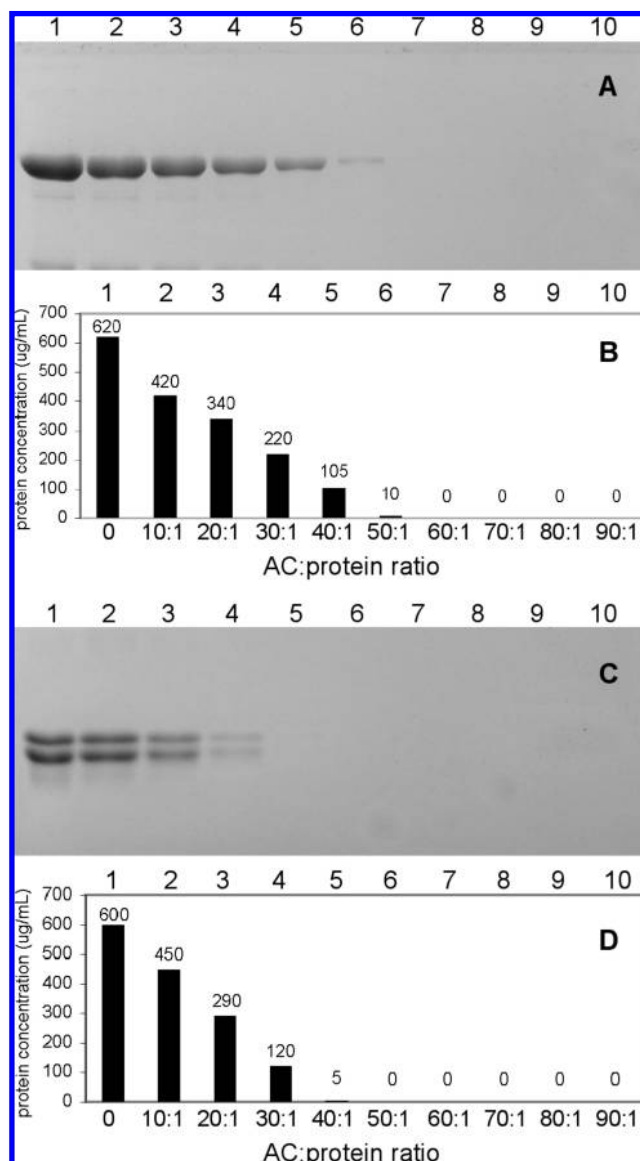 1 2 3 4 5 6 7 8 9 10
A
1 2 3 4 5 6 7 8 9 10
B
protein concentration (ug/mL)
700
600
500
400
300
200
100
0
620 420 340 220 105 10 0 0 0 0
0 10:1 20:1 30:1 40:1 50:1 60:1 70:1 80:1 90:1
AC:protein ratio
1 2 3 4 5 6 7 8 9 10
C
1 2 3 4 5 6 7 8 9 10
D
protein concentration (ug/mL)
700
600
500
400
300
200
100
0
600 450 290 120 5 0 0 0 0 0
0 10:1 20:1 30:1 40:1 50:1 60:1 70:1 80:1 90:1
AC:protein ratio